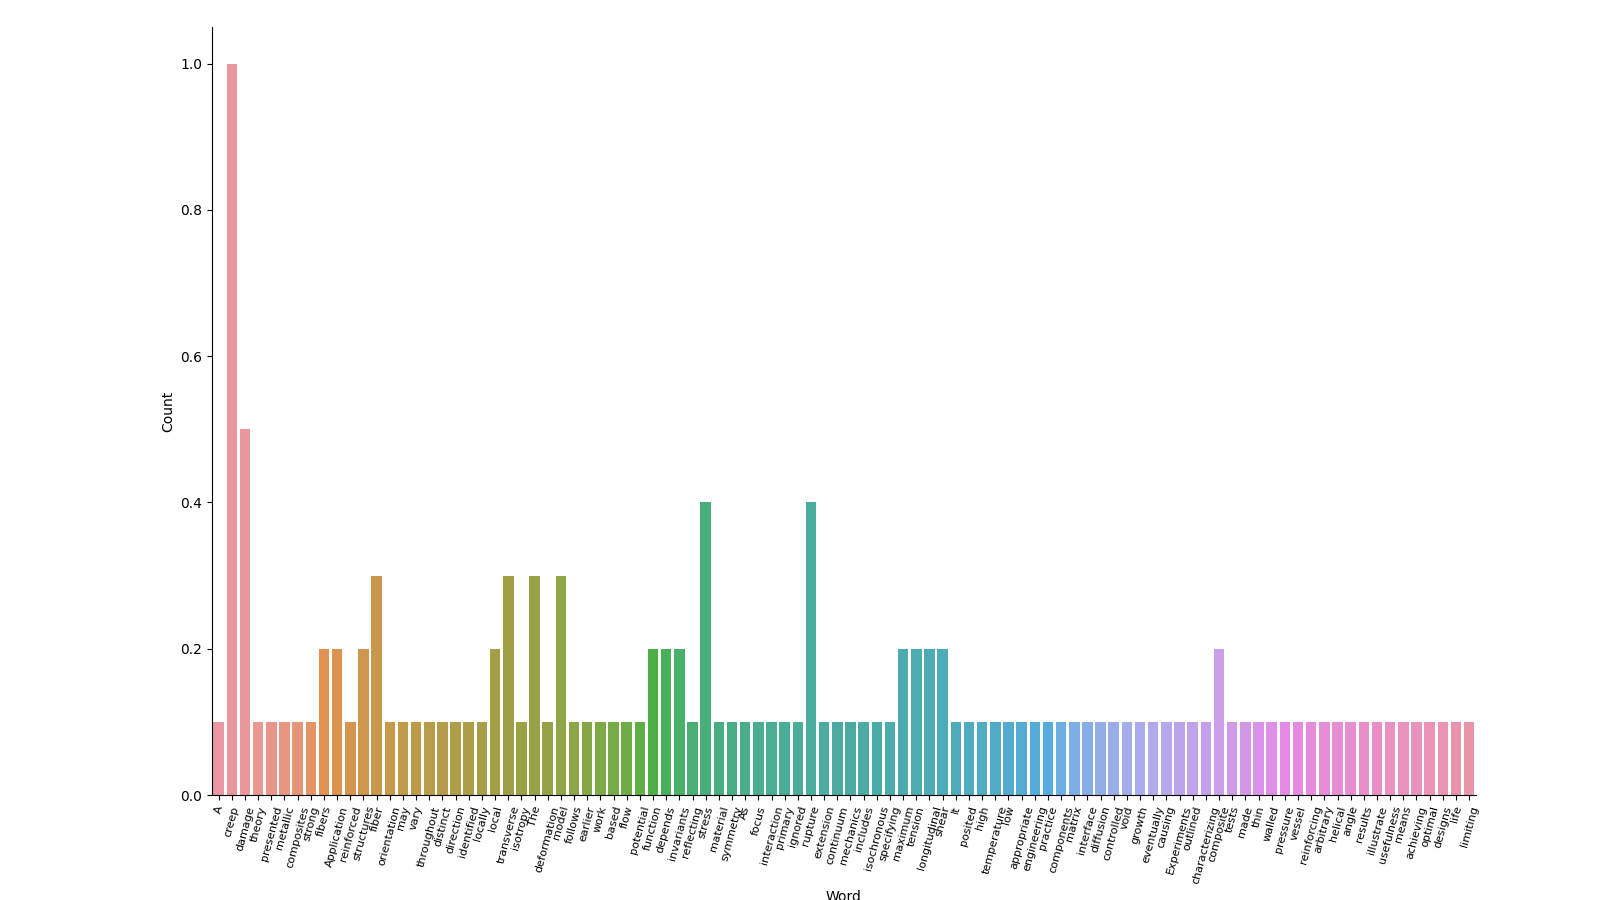 1.0
0.8
0.6
0.4
0.2
0.0
Count
A
creep
damage
theory
presented
metallic
composites
strong
fibers
Application
reinforced
structures
fiber
orientation
may
vary
throughout
distinct
direction
identified
locally
local
transverse
isotropy
The
deformation
model
follows
earlier
work
based
flow
potential
function
depends
invariants
reflecting
stress
material
symmetry
As
focus
interaction
primary
ignored
rupture
extension
continuum
mechanics
includes
isochronous
specifying
maximum
tension
longitudinal
shear
It
posited
high
temperature
low
appropriate
engineering
practice
components
matrix
interface
diffusion
controlled
void
growth
eventually
causing
Experiments
outlined
characterizing
composite
tests
made
thin
walled
pressure
vessel
reinforcing
arbitrary
helical
angle
results
illustrate
usefulness
means
achieving
optimal
designs
life
limiting
Word